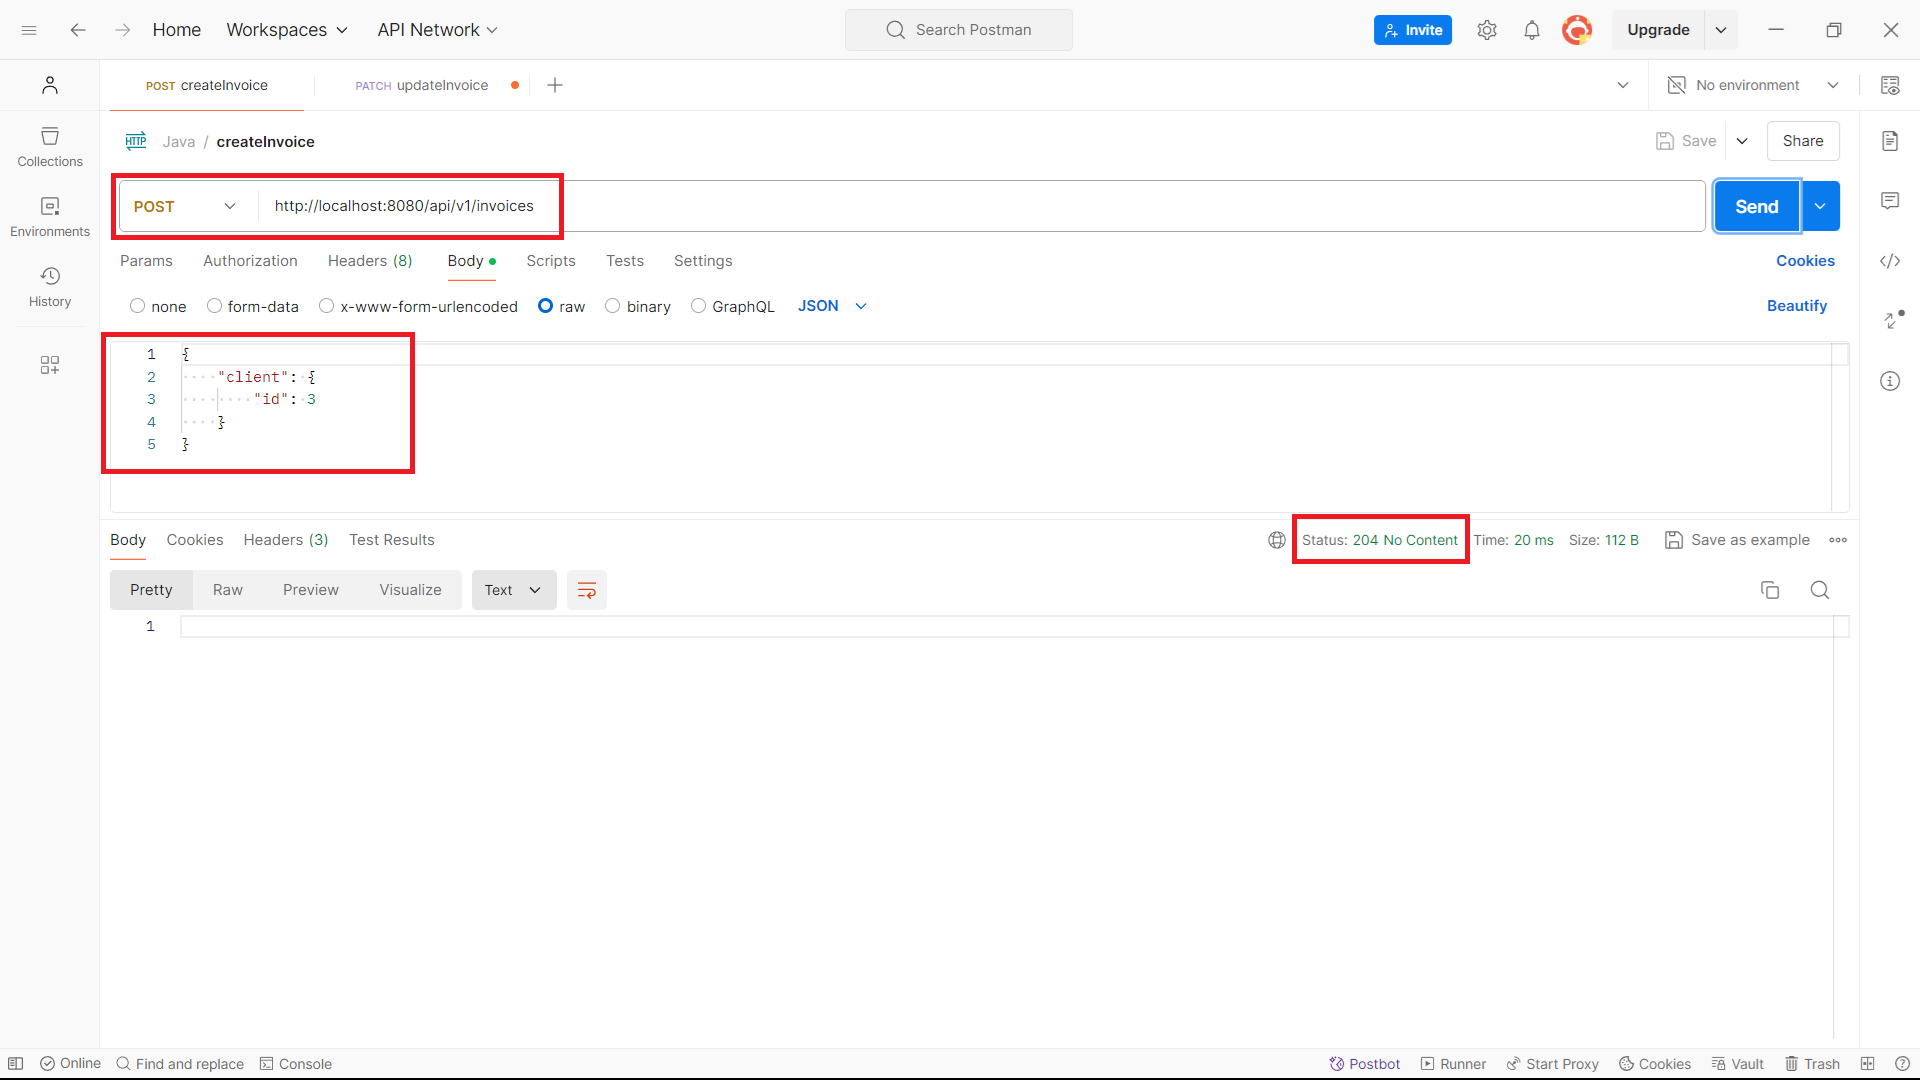 Home Workspaces API Network Search Postman Invite Upgrade
POST createInvoice PATCH updateInvoice No environment
HTTP Java / createInvoice Save Share
Collections
POST http://localhost:8080/api/v1/invoices Send
Environments
Params Authorization Headers (8) Body Scripts Tests Settings Cookies
History
none form-data x-www-form-urlencoded raw binary GraphQL JSON Beautify
1 {
2 "client": {
3 "id": 3
4 }
5 }
Body Cookies Headers (3) Test Results Status: 204 No Content Time: 20 ms Size: 112 B Save as example
Pretty Raw Preview Visualize Text
1
Online Find and replace Console Postbot Runner Start Proxy Cookies Vault Trash